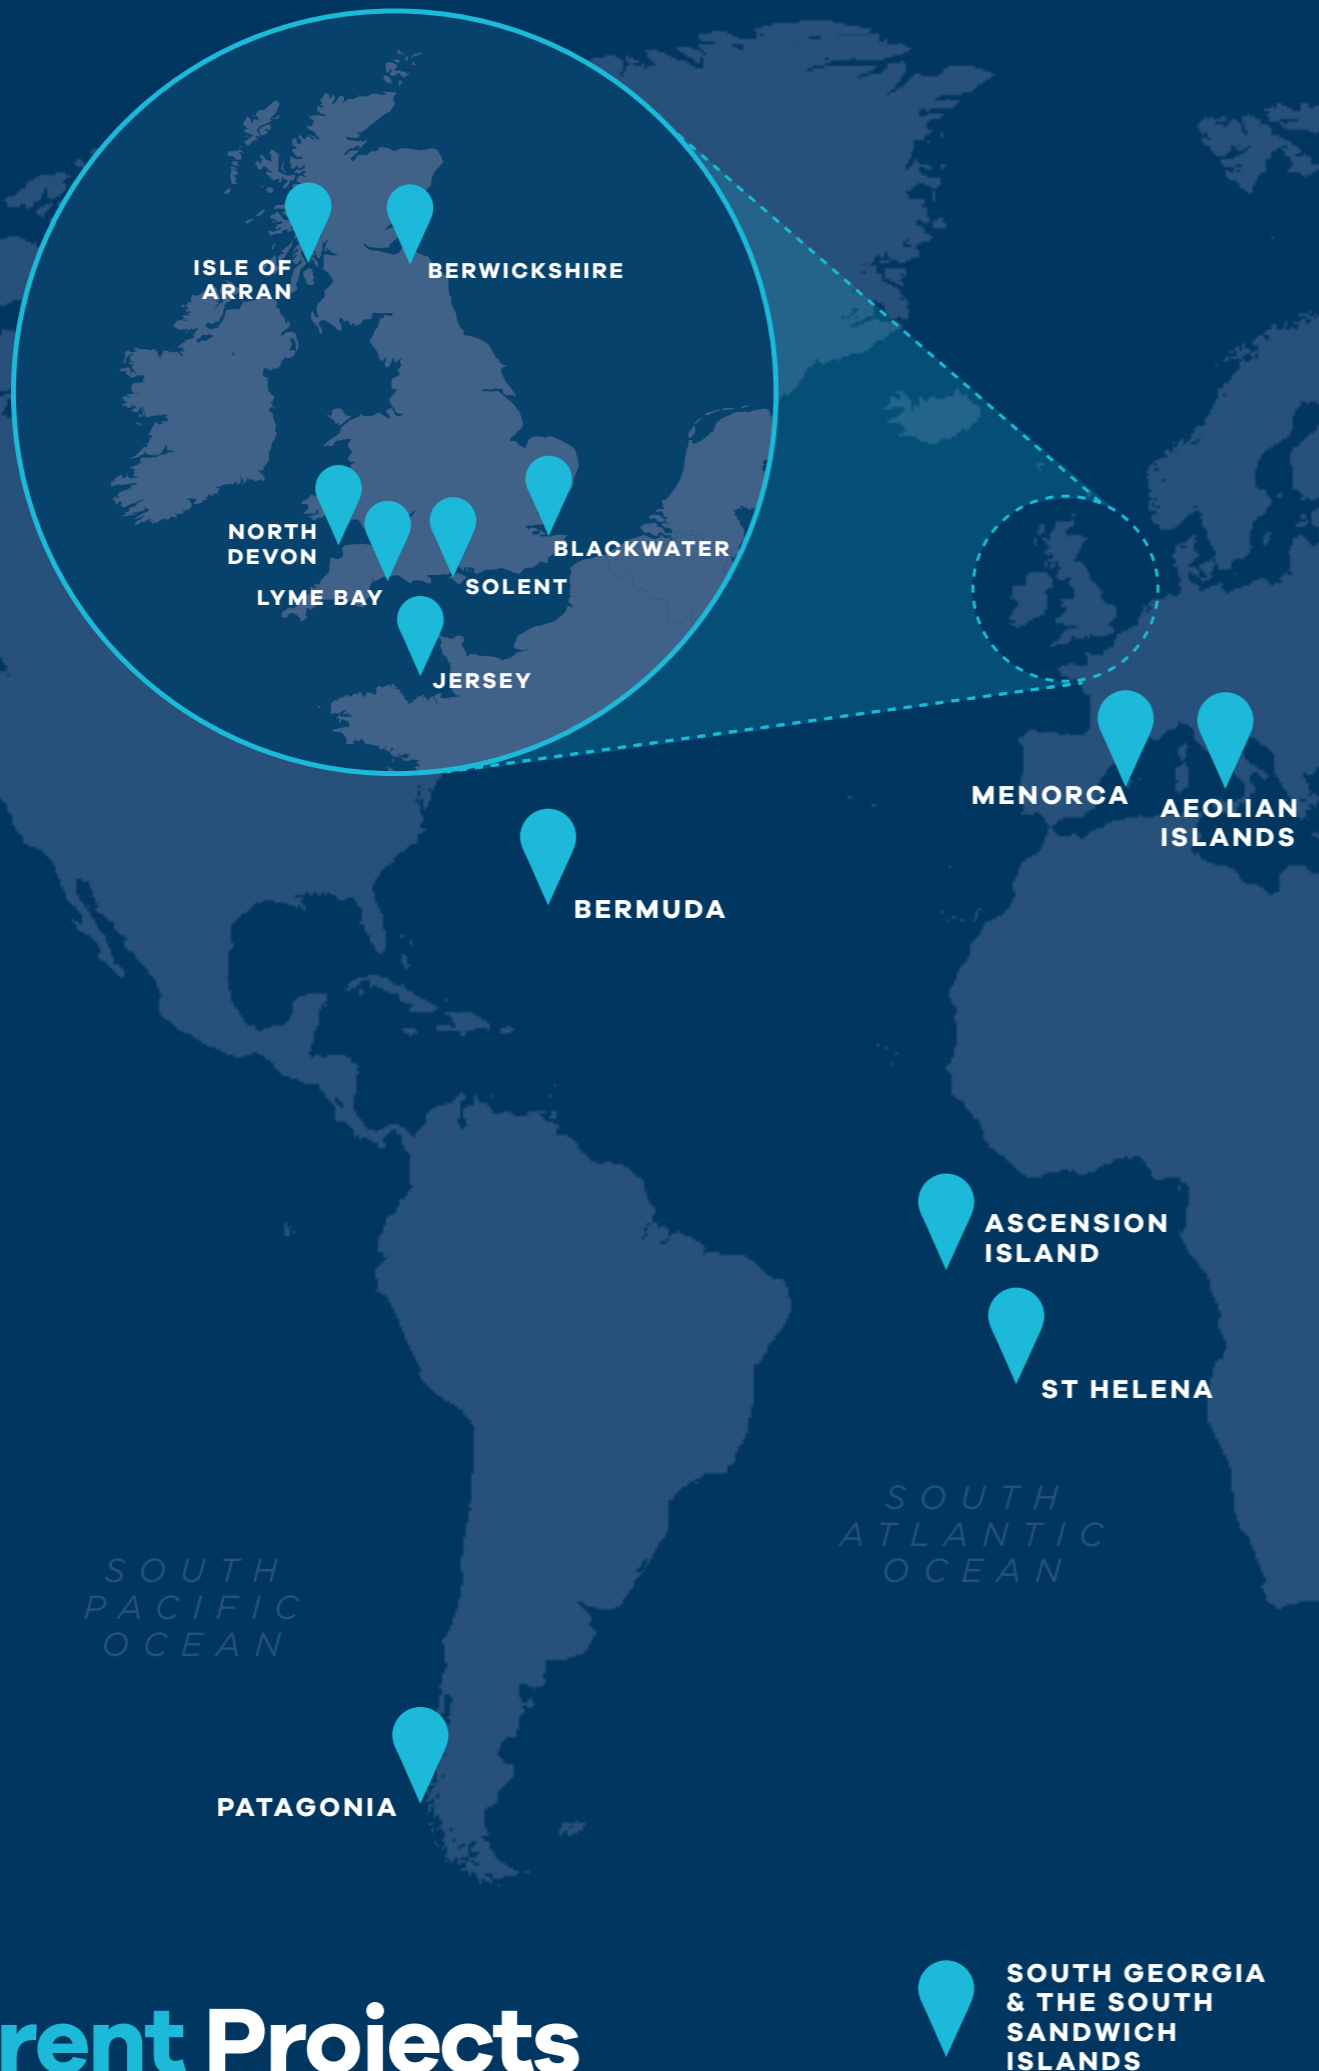 ISLE OF
ARRAN
BERWICKSHIRE
NORTH
DEVON
BLACKWATER
LYME BAY
SOLENT
JERSEY
MENORCA
AEOLIAN
ISLANDS
BERMUDA
ASCENSION
ISLAND
ST HELENA
SOUTH
ATLANTIC
OCEAN
SOUTH
PACIFIC
OCEAN
PATAGONIA
SOUTH GEORGIA
& THE SOUTH
SANDWICH
ISLANDS
rent Projects